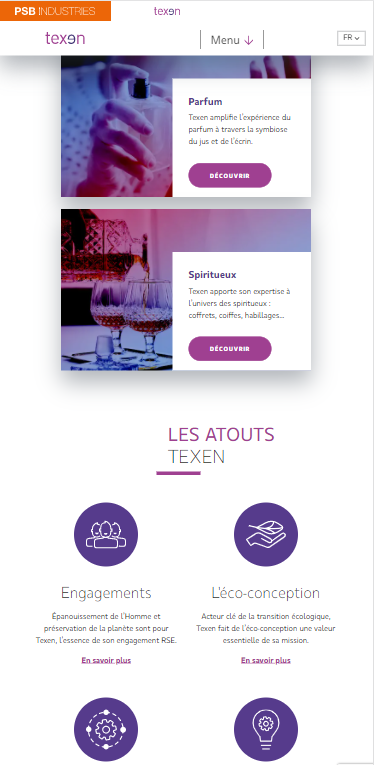 PSB INDUSTRIES
texen
texen
Menu
FR
Parfum
Texen amplifie l'expérience du
parfum à travers la symbiose
du jus et de l'écrin.
DÉCOUVRIR
Spiritueux
Texen apporte son expertise à
l'univers des spiritueux :
coffrets, coiffes, habillages...
DÉCOUVRIR
LES ATOUTS
TEXEN
Engagements
Épanouissement de l'Homme et
préservation de la planète sont pour
Texen, l'essence de son engagement RSE.
En savoir plus
L'éco-conception
Acteur clé de la transition écologique,
Texen fait de l'éco-conception une valeur
essentielle de sa mission.
En savoir plus